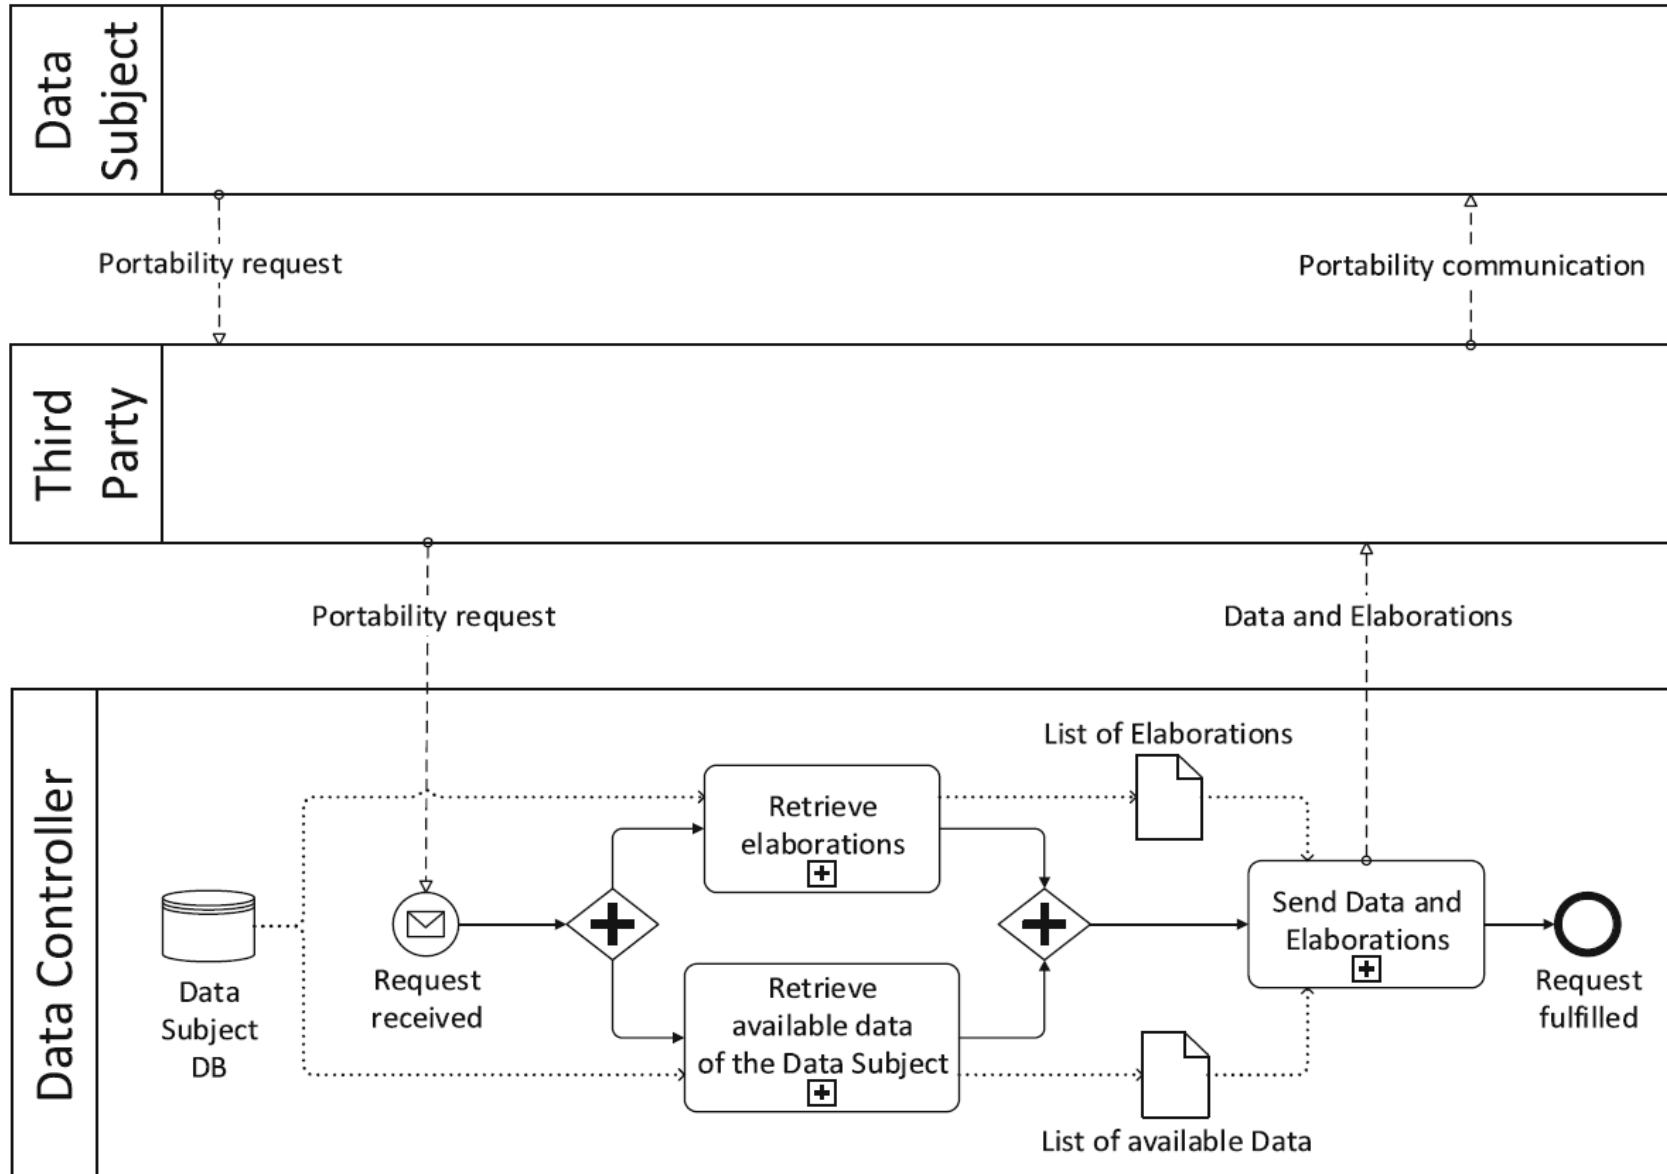 Data
Subject
Portability request
Portability communication
Third
Party
Portability request
Data and Elaborations
Data Controller
List of Elaborations
Retrieve
elaborations
Data
Subject
DB
Request
received
Retrieve
available data
of the Data Subject
Send Data and
Elaborations
Request
fulfilled
List of available Data